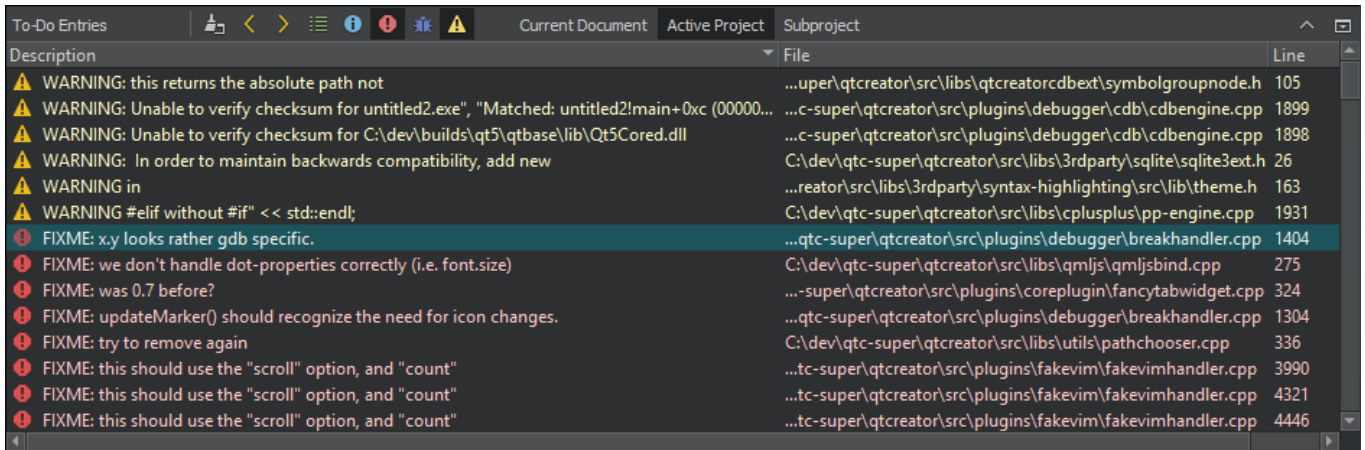 To-Do Entries Current Document Active Project Subproject
Description File Line
WARNING: this returns the absolute path not ...uper\qtcreator\src\libs\qtcreatorcdbext\symbolgroupnode.h 105
WARNING: Unable to verify checksum for untitled2.exe", "Matched: untitled2!main+0xc (00000... ...c-super\qtcreator\src\plugins\debugger\cdb\cdbengine.cpp 1899
WARNING: Unable to verify checksum for C:\dev\builds\qt5\qtbase\lib\Qt5Cored.dll ...c-super\qtcreator\src\plugins\debugger\cdb\cdbengine.cpp 1898
WARNING:  In order to maintain backwards compatibility, add new C:\dev\qtc-super\qtcreator\src\libs\3rdparty\sqlite\sqlite3ext.h 26
WARNING in ...reator\src\libs\3rdparty\syntax-highlighting\src\lib\theme.h 163
WARNING #elif without #if" << std::endl; C:\dev\qtc-super\qtcreator\src\libs\cplusplus\pp-engine.cpp 1931
FIXME: x.y looks rather gdb specific. ...qtc-super\qtcreator\src\plugins\debugger\breakhandler.cpp 1404
FIXME: we don't handle dot-properties correctly (i.e. font.size) C:\dev\qtc-super\qtcreator\src\libs\qmljs\qmljsbind.cpp 275
FIXME: was 0.7 before? ...-super\qtcreator\src\plugins\coreplugin\fancytabwidget.cpp 324
FIXME: updateMarker() should recognize the need for icon changes. ...qtc-super\qtcreator\src\plugins\debugger\breakhandler.cpp 1304
FIXME: try to remove again C:\dev\qtc-super\qtcreator\src\libs\utils\pathchooser.cpp 336
FIXME: this should use the "scroll" option, and "count" ...tc-super\qtcreator\src\plugins\fakevim\fakevimhandler.cpp 3990
FIXME: this should use the "scroll" option, and "count" ...tc-super\qtcreator\src\plugins\fakevim\fakevimhandler.cpp 4321
FIXME: this should use the "scroll" option, and "count" ...tc-super\qtcreator\src\plugins\fakevim\fakevimhandler.cpp 4446